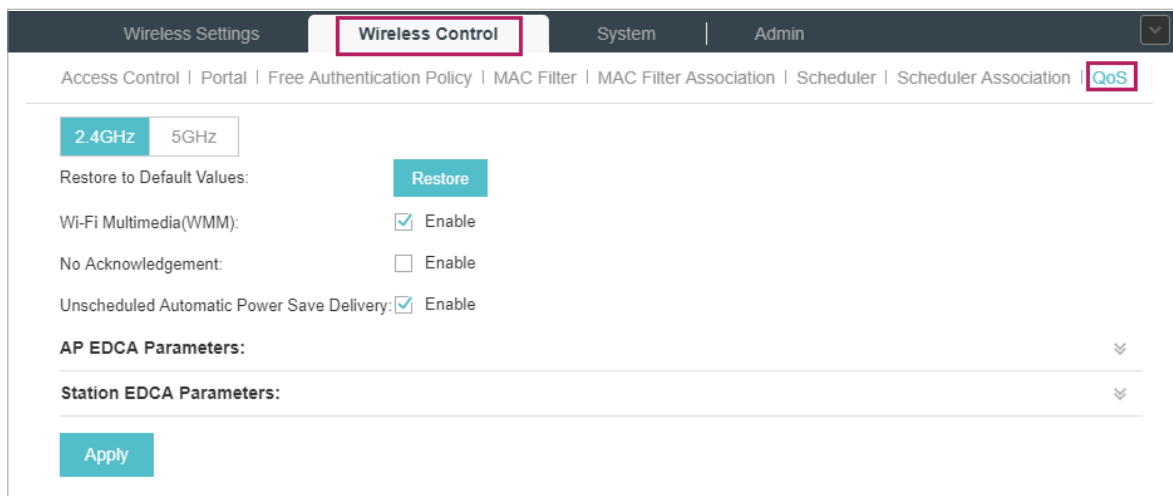 Wireless Settings Wireless Control System | Admin
Access Control | Portal | Free Authentication Policy | MAC Filter | MAC Filter Association | Scheduler | Scheduler Association | QoS
2.4GHz 5GHz
Restore to Default Values: Restore
Wi-Fi Multimedia(WMM): Enable
No Acknowledgement: Enable
Unscheduled Automatic Power Save Delivery: Enable
AP EDCA Parameters:
Station EDCA Parameters:
Apply